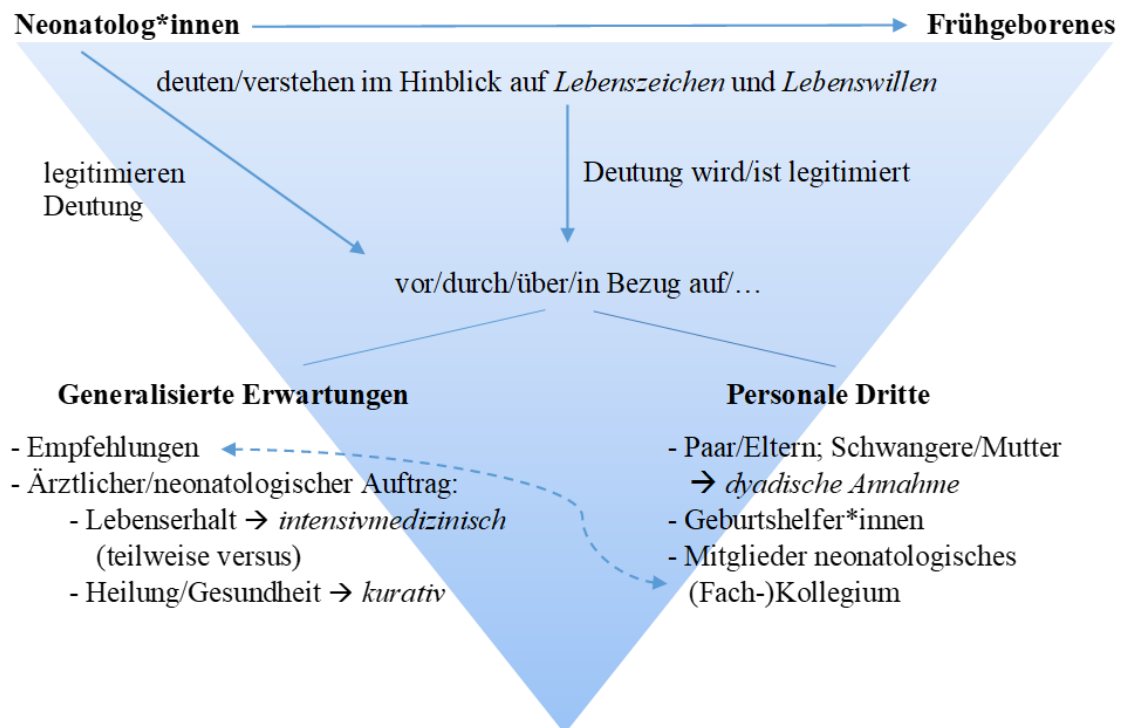 Neonatolog*innen
Frühgeborenes
deuten/verstehen im Hinblick auf Lebenszeichen und Lebenswillen
legitimieren
Deutung
Deutung wird/ist legitimiert
vor/durch/über/in Bezug auf/…
Generalisierte Erwartungen
- Empfehlungen
- Ärztlicher/neonatologischer Auftrag:
- Lebenserhalt → intensivmedizinisch
(teilweise versus)
- Heilung/Gesundheit → kurativ
Personale Dritte
- Paar/Eltern; Schwangere/Mutter
→ dyadische Annahme
- Geburtshelfer*innen
- Mitglieder neonatologisches
(Fach-)Kollegium